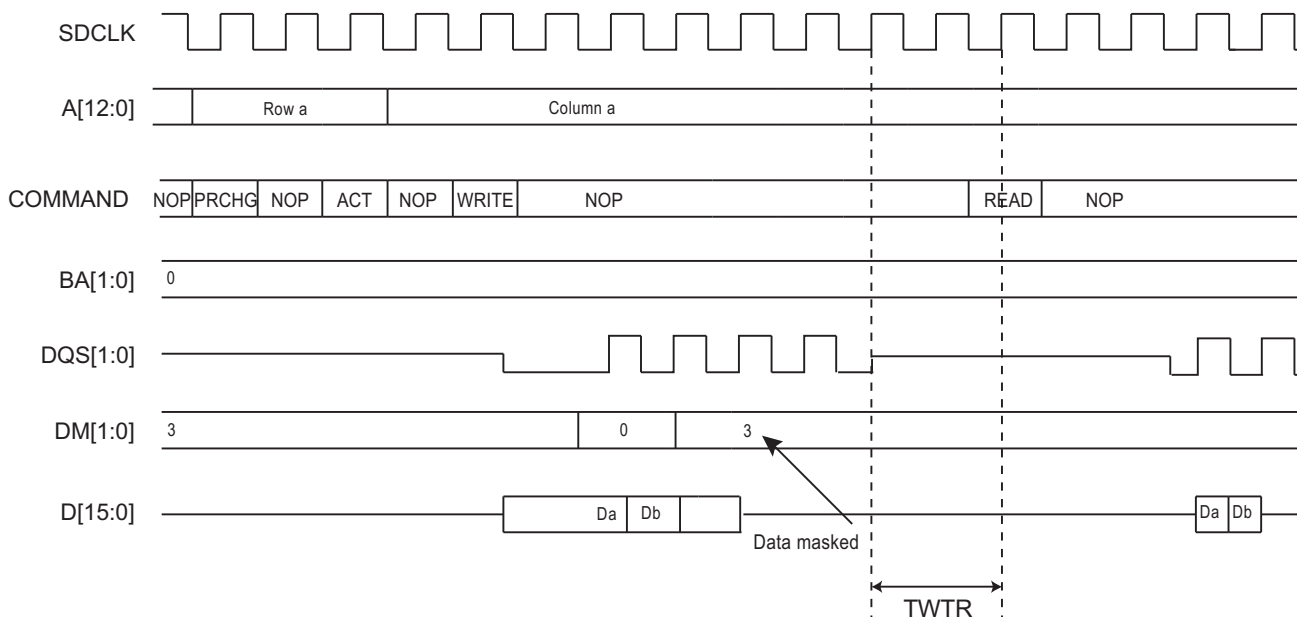 SDCLK
A[12:0] Row a Column a
COMMAND NOP PRCHG NOP ACT NOP WRITE NOP READ NOP
BA[1:0] 0
DQS[1:0]
DM[1:0] 3 0 3
D[15:0] Da Db Da Db
Data masked
TWTR